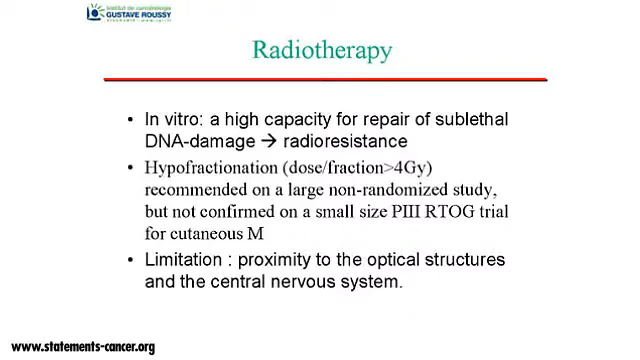 institut de cancérologie
GUSTAVE ROUSSY
Radiotherapy
• In vitro: a high capacity for repair of sublethal
DNA-damage → radioresistance
• Hypofractionation (dose/fraction>4Gy)
recommended on a large non-randomized study,
but not confirmed on a small size PIII RTOG trial
for cutaneous M
• Limitation : proximity to the optical structures
and the central nervous system.
www.statements-cancer.org